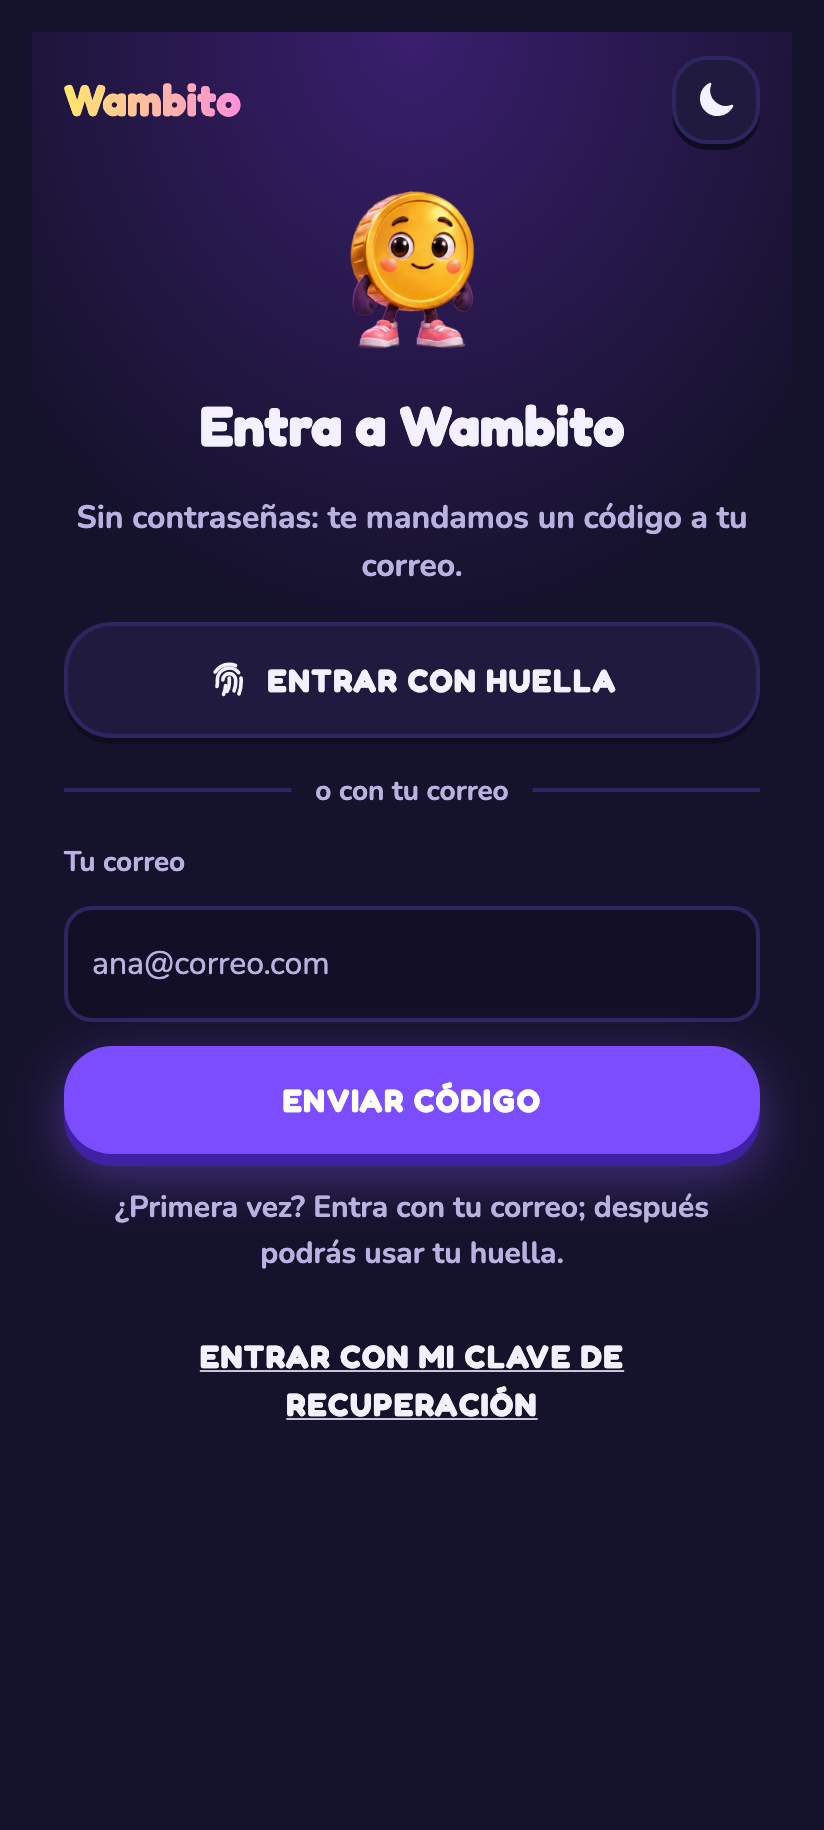 Wambito
Entra a Wambito
Sin contraseñas: te mandamos un código a tu
correo.
ENTRAR CON HUELLA
o con tu correo
Tu correo
ana@correo.com
ENVIAR CÓDIGO
¿Primera vez? Entra con tu correo; después
podrás usar tu huella.
ENTRAR CON MI CLAVE DE
RECUPERACIÓN